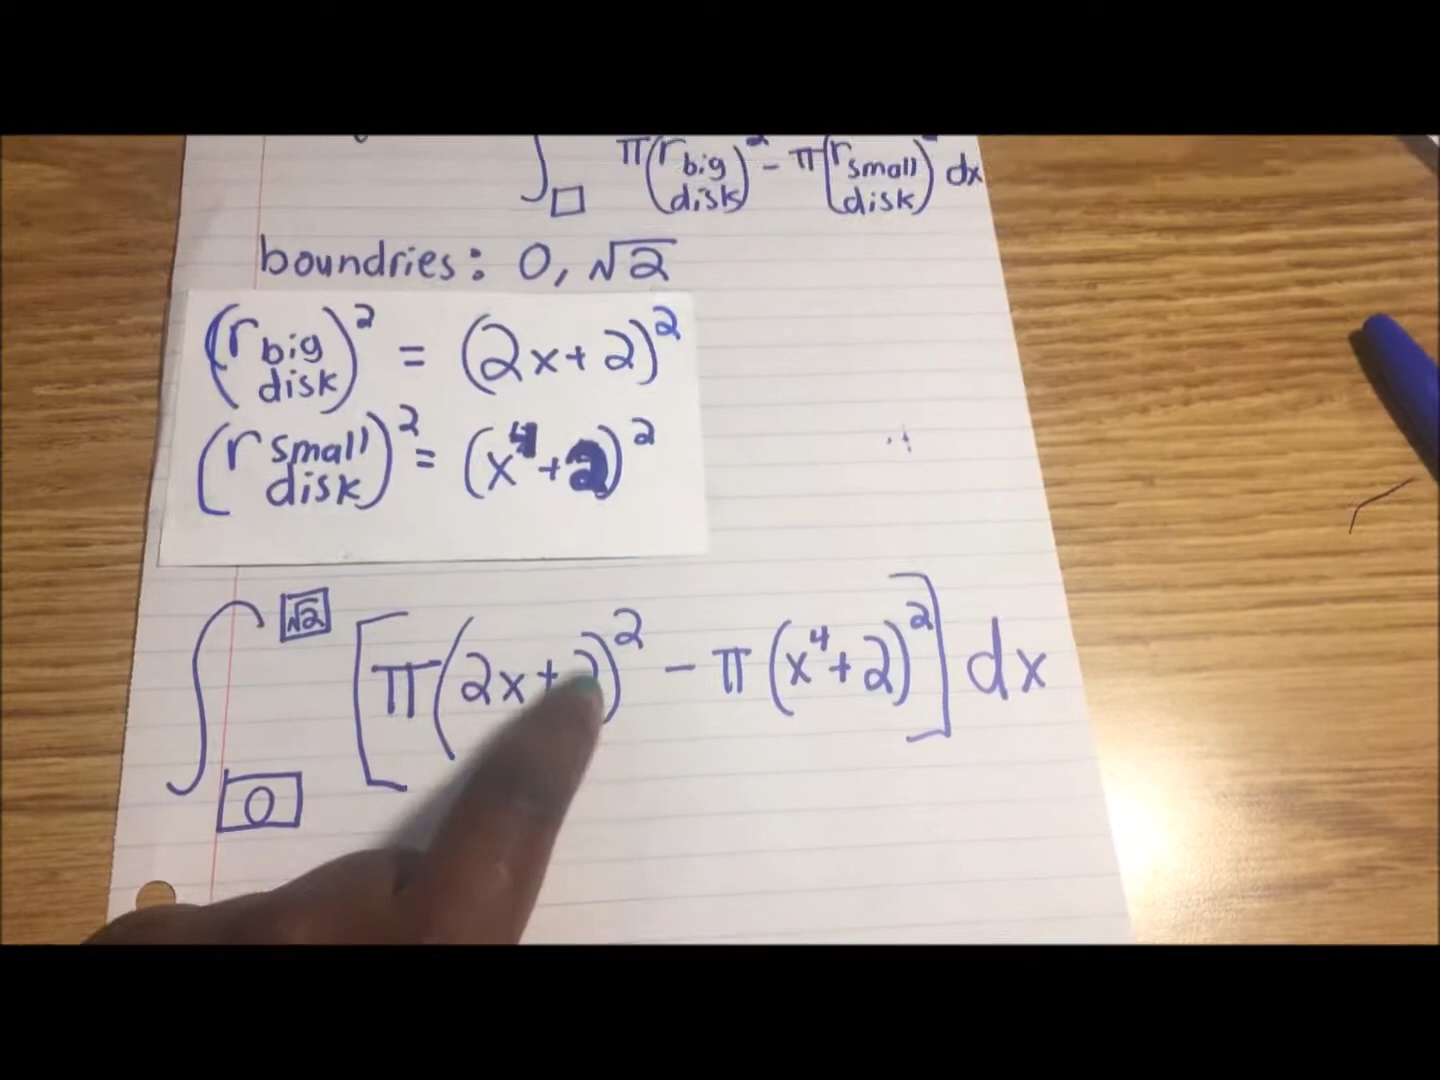 ∫□ π(r big disk)² - π(r small disk)² dx
boundries: 0, √2
(r big disk)² = (2x+2)²
(r small disk)² = (x⁴+2)²
∫₀^√2 [π(2x+2)² - π(x⁴+2)²] dx